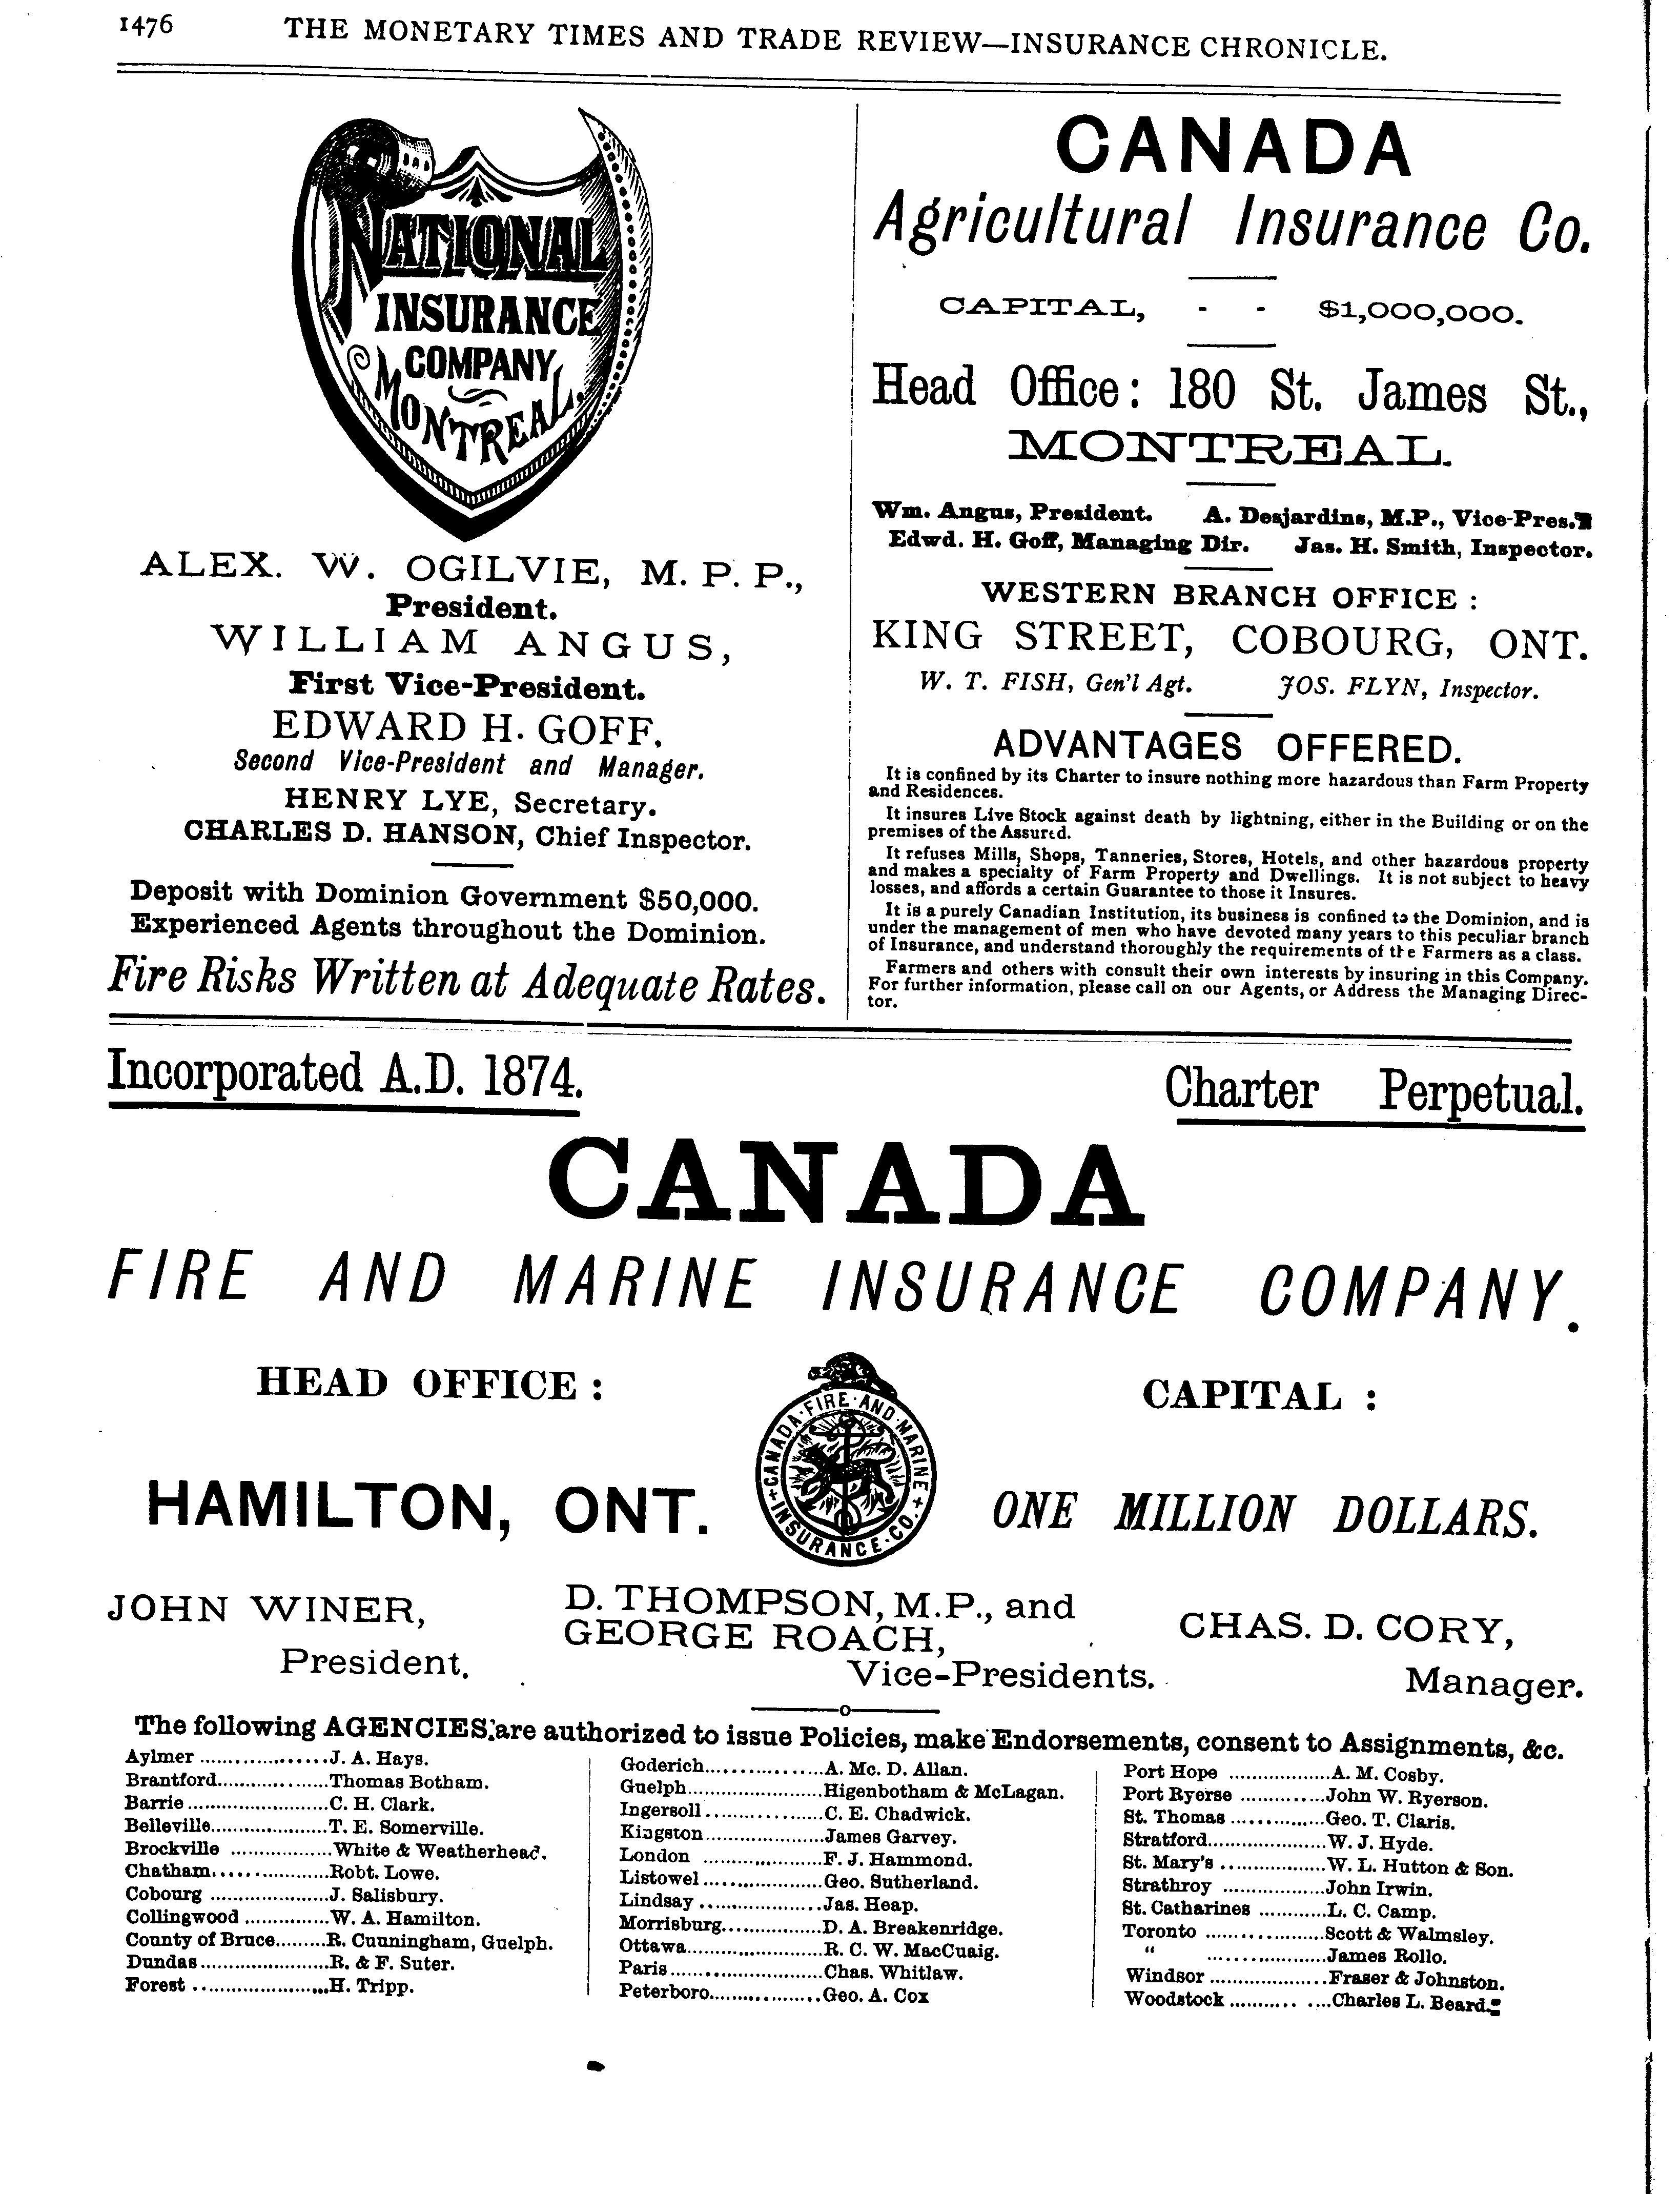 1476 THE MONETARY TIMES AND TRADE REVIEW—INSURANCE CHRONICLE.
NATIONAL
INSURANCE
COMPANY
MONTREAL.
ALEX. W. OGILVIE, M. P. P.,
President.
WILLIAM ANGUS,
First Vice-President.
EDWARD H. GOFF,
Second Vice-President and Manager.
HENRY LYE, Secretary.
CHARLES D. HANSON, Chief Inspector.
Deposit with Dominion Government $50,000.
Experienced Agents throughout the Dominion.
Fire Risks Written at Adequate Rates.
CANADA
Agricultural Insurance Co.
CAPITAL, - - $1,000,000.
Head Office: 180 St. James St.,
MONTREAL.
Wm. Angus, President. A. Desjardins, M.P., Vice-Pres.
Edwd. H. Goff, Managing Dir. Jas. H. Smith, Inspector.
WESTERN BRANCH OFFICE :
KING STREET, COBOURG, ONT.
W. T. FISH, Gen'l Agt. JOS. FLYN, Inspector.
ADVANTAGES OFFERED.
It is confined by its Charter to insure nothing more hazardous than Farm Property
and Residences.
It insures Live Stock against death by lightning, either in the Building or on the
premises of the Assured.
It refuses Mills, Shops, Tanneries, Stores, Hotels, and other hazardous property
and makes a specialty of Farm Property and Dwellings. It is not subject to heavy
losses, and affords a certain Guarantee to those it Insures.
It is a purely Canadian Institution, its business is confined to the Dominion, and is
under the management of men who have devoted many years to this peculiar branch
of Insurance, and understand thoroughly the requirements of the Farmers as a class.
Farmers and others with consult their own interests by insuring in this Company.
For further information, please call on our Agents, or Address the Managing Direc-
tor.
Incorporated A.D. 1874. Charter Perpetual.
CANADA
FIRE AND MARINE INSURANCE COMPANY.
HEAD OFFICE :
HAMILTON, ONT.
CANADA·FIRE·AND·MARINE
INSURANCE·CO.
CAPITAL :
ONE MILLION DOLLARS.
JOHN WINER,
President.
D. THOMPSON, M.P., and
GEORGE ROACH,
Vice-Presidents.
CHAS. D. CORY,
Manager.
The following AGENCIES are authorized to issue Policies, make Endorsements, consent to Assignments, &c.
Aylmer ......................J. A. Hays.
Brantford....................Thomas Botham.
Barrie .........................C. H. Clark.
Belleville.....................T. E. Somerville.
Brockville ..................White & Weatherhead.
Chatham.....................Robt. Lowe.
Cobourg .....................J. Salisbury.
Collingwood ...............W. A. Hamilton.
County of Bruce.........R. Cunningham, Guelph.
Dundas.......................R. & F. Suter.
Forest ........................H. Tripp.
Goderich.....................A. Mc. D. Allan.
Guelph........................Higenbotham & McLagan.
Ingersoll .....................C. E. Chadwick.
Kingston.....................James Garvey.
London ......................F. J. Hammond.
Listowel .....................Geo. Sutherland.
Lindsay ......................Jas. Heap.
Morrisburg..................D. A. Breakenridge.
Ottawa........................R. C. W. MacCuaig.
Paris ...........................Chas. Whitlaw.
Peterboro....................Geo. A. Cox
Port Hope ..................A. M. Cosby.
Port Ryerse ...............John W. Ryerson.
St. Thomas .................Geo. T. Claris.
Stratford.....................W. J. Hyde.
St. Mary's ...................W. L. Hutton & Son.
Strathroy ..................John Irwin.
St. Catharines ............L. C. Camp.
Toronto .....................Scott & Walmsley.
" .....................James Rollo.
Windsor .....................Fraser & Johnston.
Woodstock ............ ....Charles L. Beard.